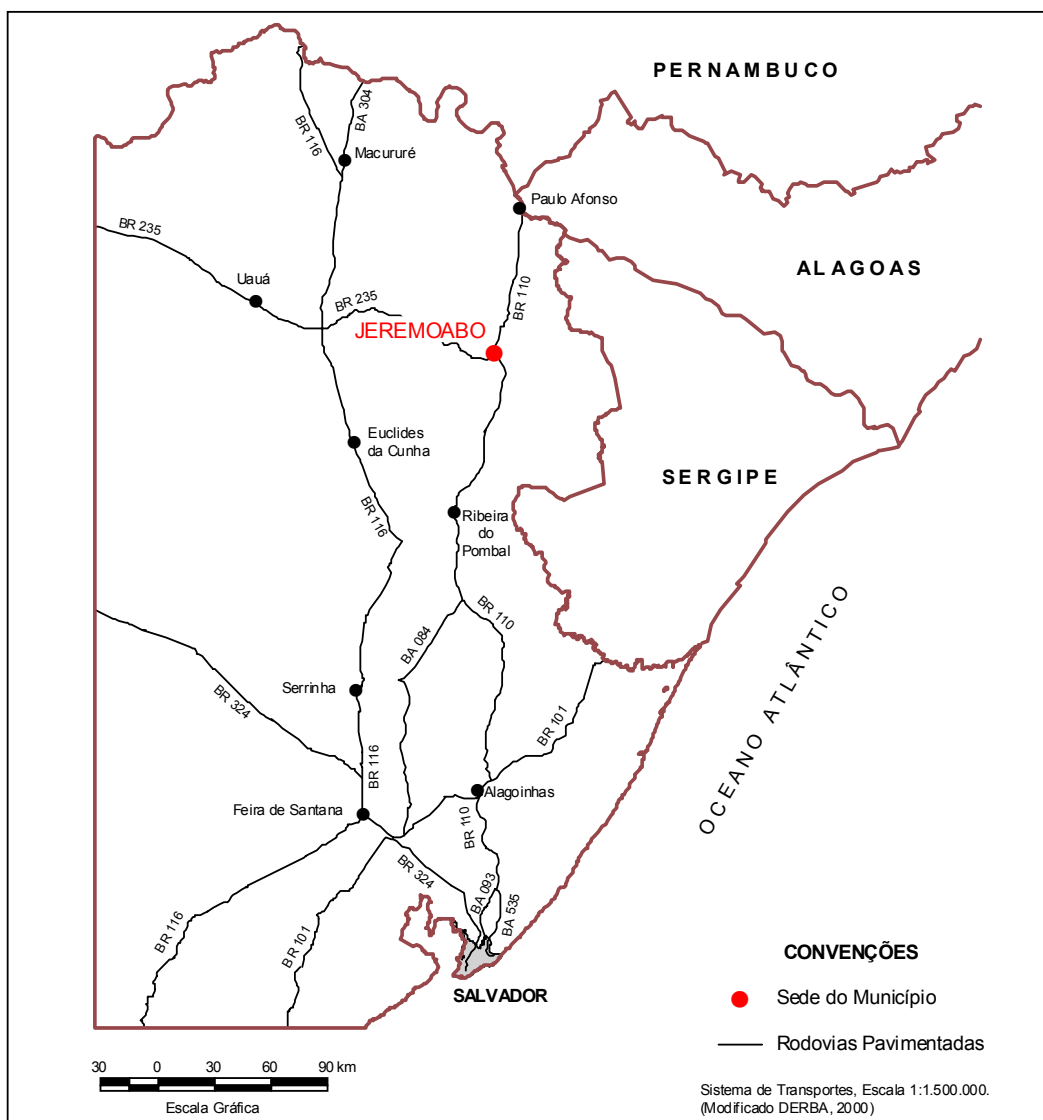 PERNAMBUCO
BR 116
BA 304
Macururé
Paulo Afonso
BR 235
ALAGOAS
Uauá
BR 235
BR 110
JEREMOABO
Euclides
da Cunha
SERGIPE
BR 116
Ribeira
do
Pombal
BR 110
BA 084
OCEANO ATLÂNTICO
Serrinha
BR 324
BR 101
BR 116
Alagoinhas
Feira de Santana
BR 110
BR 324
BA 093
BA 535
BR 116
BR 101
SALVADOR
CONVENÇÕES
Sede do Município
Rodovias Pavimentadas
30 0 30 60 90 km
Escala Gráfica
Sistema de Transportes, Escala 1:1.500.000.
(Modificado DERBA, 2000)